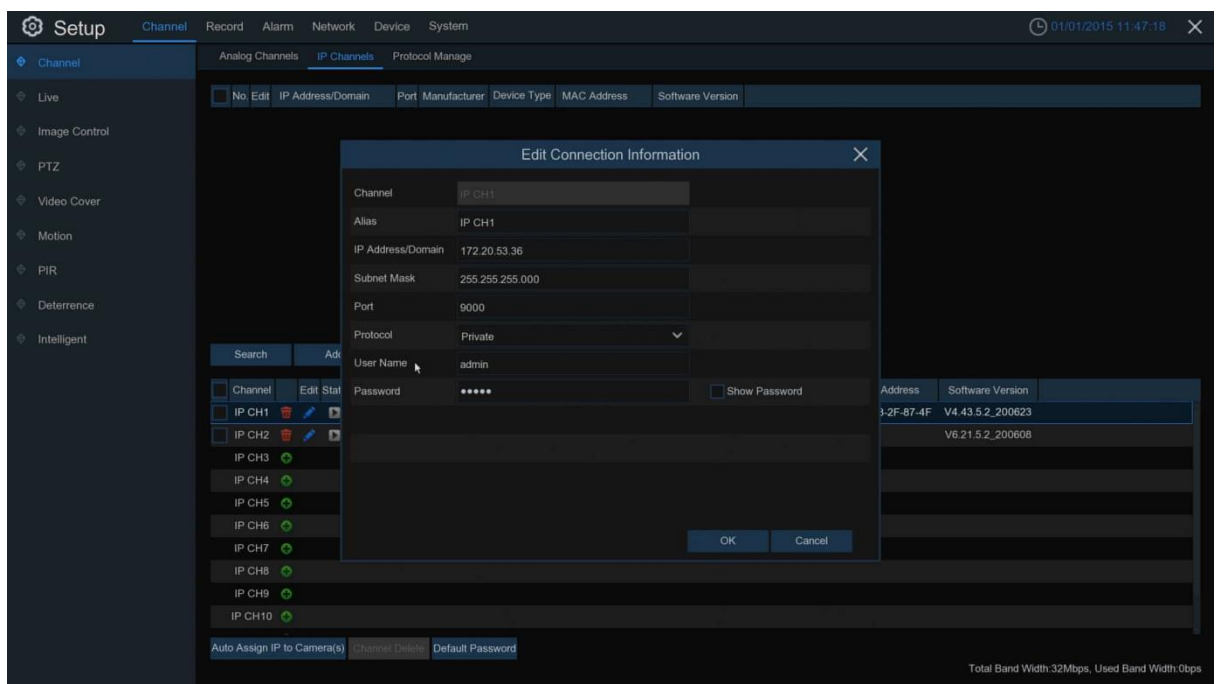 Setup Channel Record Alarm Network Device System 01/01/2015 11:47:18
Channel
Live
Image Control
PTZ
Video Cover
Motion
PIR
Deterrence
Intelligent
Analog Channels IP Channels Protocol Manage
No. Edit IP Address/Domain Port Manufacturer Device Type MAC Address Software Version
Edit Connection Information
Channel IP CH1
Alias IP CH1
IP Address/Domain 172.20.53.36
Subnet Mask 255.255.255.000
Port 9000
Protocol Private
User Name admin
Password ••••• Show Password
OK Cancel
Search
Channel Edit Address Software Version
IP CH1 2F-87-4F V4.43.5.2_200623
IP CH2 V6.21.5.2_200608
IP CH3
IP CH4
IP CH5
IP CH6
IP CH7
IP CH8
IP CH9
IP CH10
Auto Assign IP to Camera(s) Channel Delete Default Password
Total Band Width:32Mbps, Used Band Width:0bps